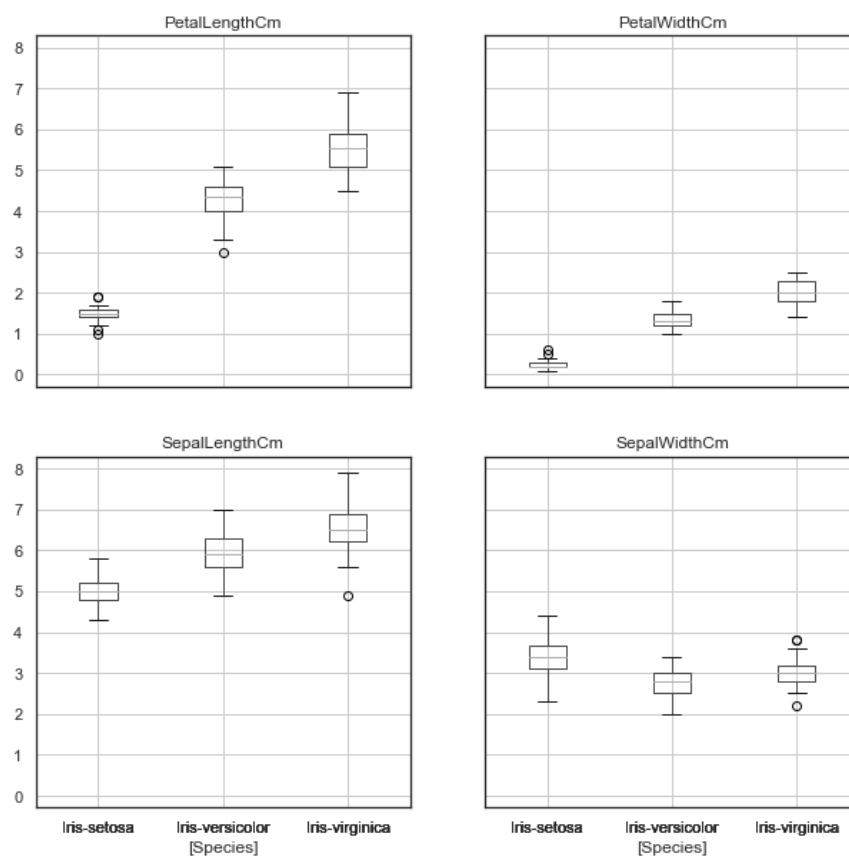 PetalLengthCm
PetalWidthCm
8
7
6
5
4
3
2
1
0
SepalLengthCm
SepalWidthCm
8
7
6
5
4
3
2
1
0
Iris-setosa Iris-versicolor Iris-virginica
[Species]
Iris-setosa Iris-versicolor Iris-virginica
[Species]